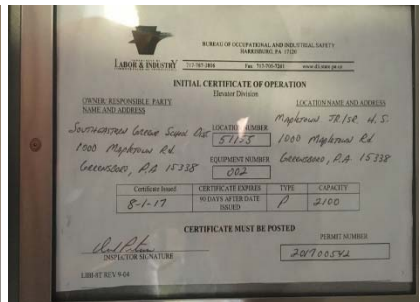 BUREAU OF OCCUPATIONAL AND INDUSTRIAL SAFETY
HARRISBURG, PA 17120
LABOR & INDUSTRY
INITIAL CERTIFICATE OF OPERATION
Elevator Division
OWNER/RESPONSIBLE PARTY
NAME AND ADDRESS
LOCATION NAME AND ADDRESS
Southeastern Greene School Dist.
1000 Mapletown Rd
Greensboro, P.A 15338
LOCATION NUMBER
EQUIPMENT NUMBER
002
Mapletown JR/SR. H.S.
1000 Mapletown Rd
Greensboro, P.A. 15338
Certificate Issued CERTIFICATE EXPIRES TYPE CAPACITY
8-1-17 90 DAYS AFTER DATE ISSUED P 2100
CERTIFICATE MUST BE POSTED
INSPECTOR SIGNATURE
PERMIT NUMBER
201700542
REV 9-04